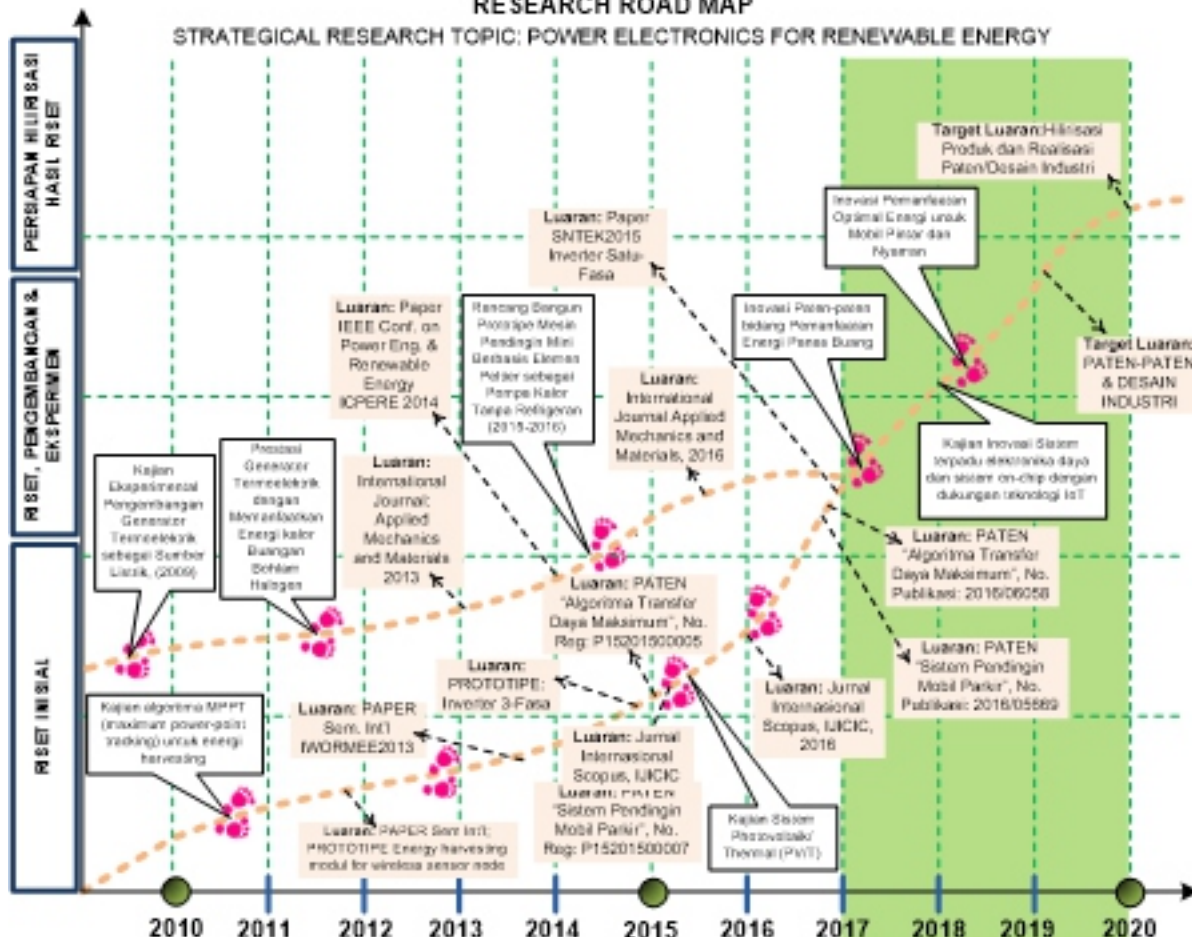 RESEARCH ROAD MAP
STRATEGICAL RESEARCH TOPIC: POWER ELECTRONICS FOR RENEWABLE ENERGY
PERSIAPAN HILIRISASI
HASIL RISET
RISET, PENGEMBANGAN &
EKSPERIMEN
RISET INISIAL
Target Luaran:Hilirisasi
Produk dan Realisasi
Paten/Desain Industri
Inovasi Pemanfaatan
Optimal Energi untuk
Mobil Pintar dan
Nyaman
Luaran: Paper
SNTEK2015
Inverter Satu-
Fasa
Luaran: Paper
IEEE Conf. on
Power Eng. &
Renewable
Energy
ICPERE 2014
Rancang Bangun
Prototipe Mesin
Pendingin Mini
Berbasis Elemen
Peltier sebagai
Pompa Kalor
Tanpa Refrigeran
(2015-2016)
Inovasi Paten-paten
bidang Pemanfaatan
Energi Panas Buang
Target Luaran:
PATEN-PATEN
& DESAIN
INDUSTRI
Luaran:
International
Journal Applied
Mechanics and
Materials, 2016
Kajian Inovasi Sistem
terpadu elektronika daya
dan sistem on-chip dengan
dukungan teknologi IoT
Kajian
Eksperimental
Pengembangan
Generator
Termoelektrik
sebagai Sumber
Listrik, (2009)
Prestasi
Generator
Termoelektrik
dengan
Memanfaatkan
Energi kalor
Buangan
Bohlam
Halogen
Luaran:
International
Journal:
Applied
Mechanics
and Materials
2013
Luaran: PATEN
"Algoritma Transfer
Daya Maksimum", No.
Publikasi: 2016/06058
Luaran: PATEN
"Algoritma Transfer
Daya Maksimum", No.
Reg: P15201500005
Luaran: PATEN
"Sistem Pendingin
Mobil Parkir", No.
Publikasi: 2016/05669
Luaran:
PROTOTIPE:
Inverter 3-Fasa
Luaran: Jurnal
Internasional
Scopus, IJICIC,
2016
Kajian algoritma MPPT
(maximum power-point
tracking) untuk energi
harvesting
Luaran: PAPER
Sem. Int'l
IWORMEE2013
Luaran: Jurnal
Internasional
Scopus, IJICIC
Luaran: PATEN
"Sistem Pendingin
Mobil Parkir", No.
Reg: P15201500007
Luaran: PAPER Sem Int'l;
PROTOTIPE Energy harvesting
modul for wireless sensor node
Kajian Sistem
Photovoltaik/
Thermal (PV/T)
2010 2011 2012 2013 2014 2015 2016 2017 2018 2019 2020